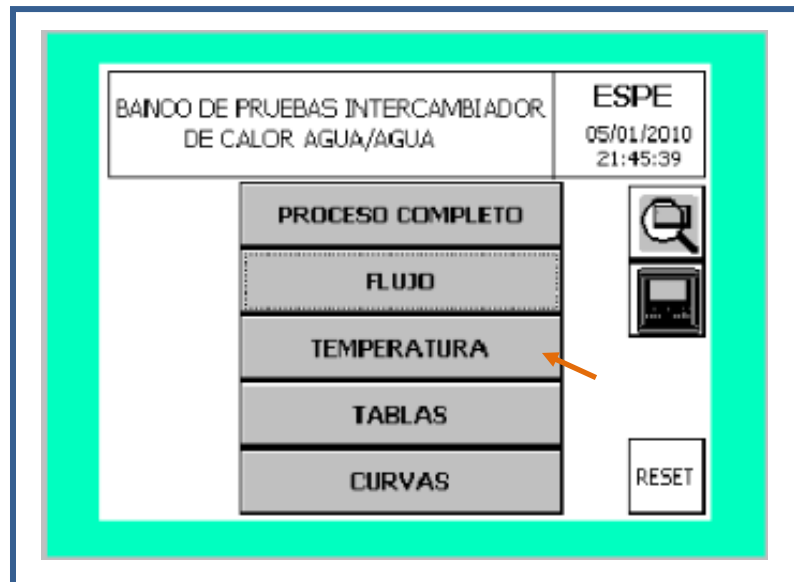 BANCO DE PRUEBAS INTERCAMBIADOR
DE CALOR AGUA/AGUA
ESPE
05/01/2010
21:45:39
PROCESO COMPLETO
FLUJO
TEMPERATURA
TABLAS
CURVAS
RESET